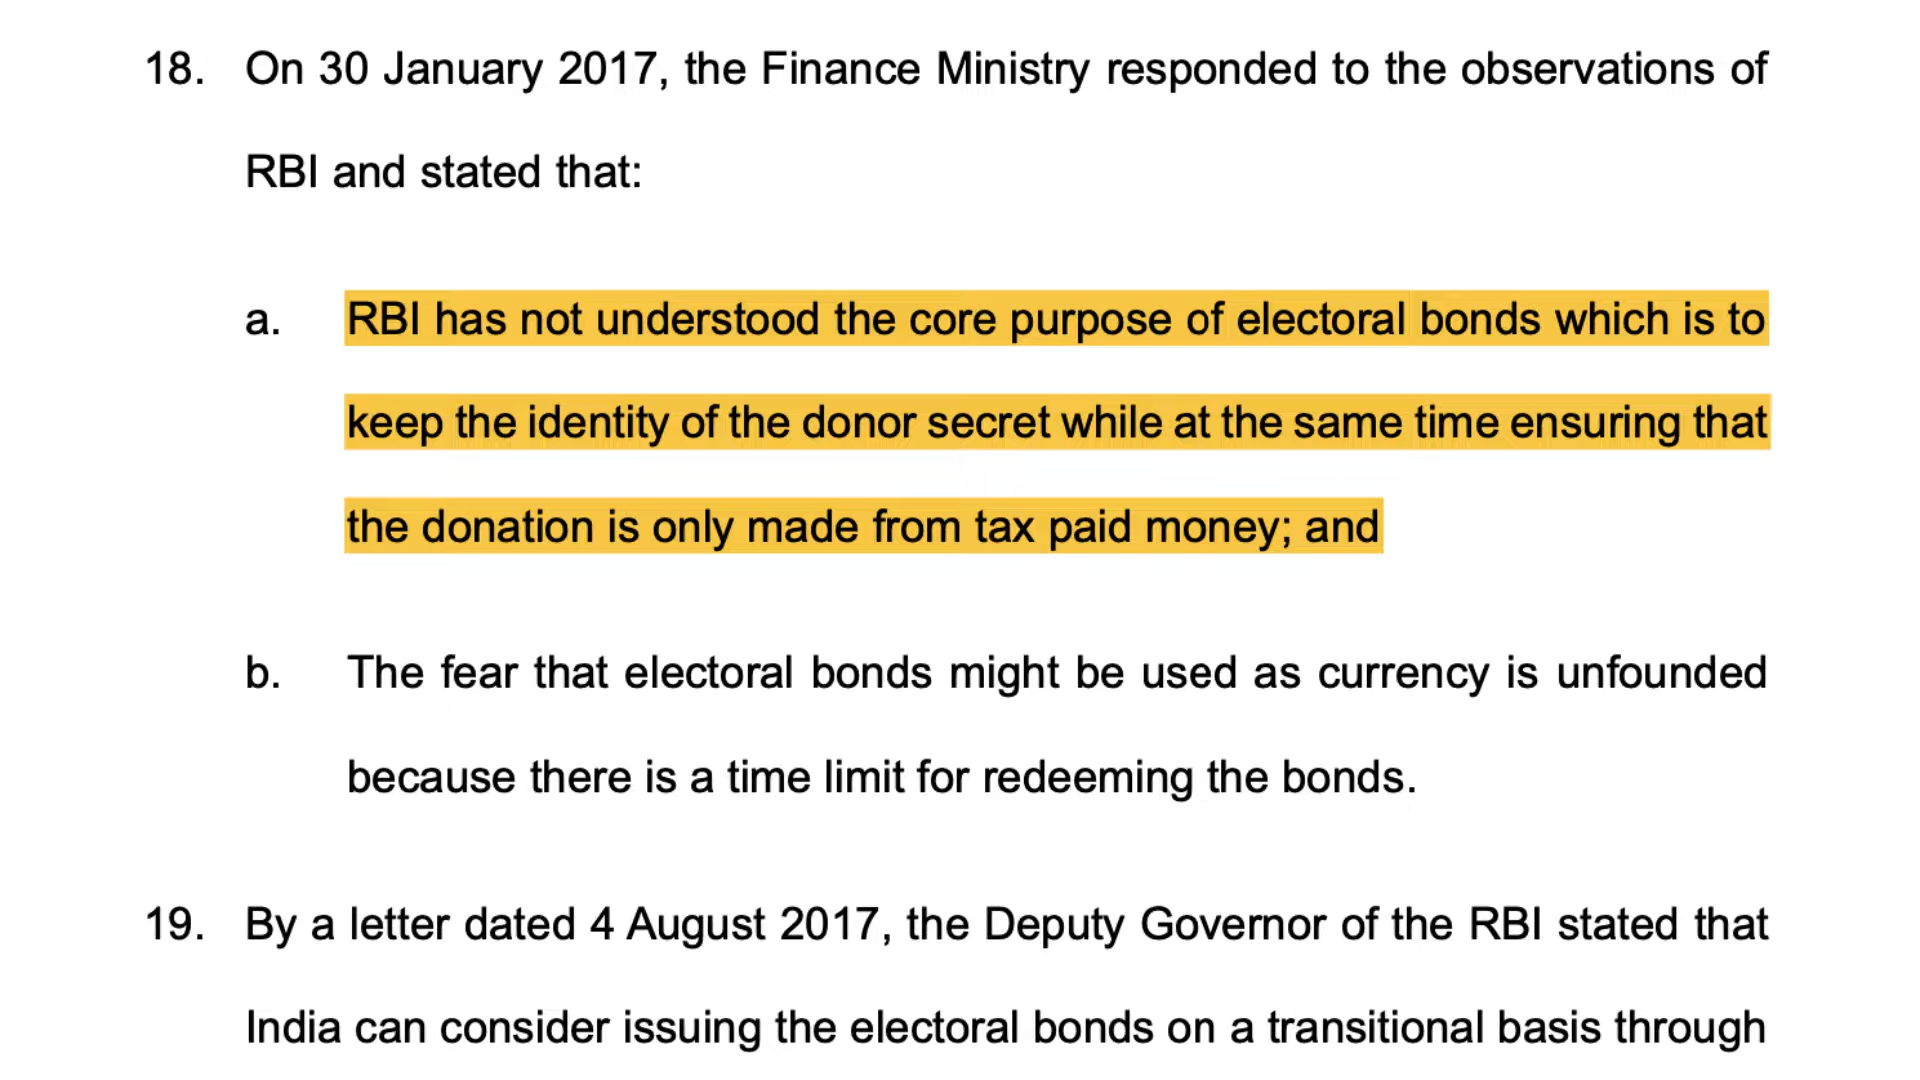 18. On 30 January 2017, the Finance Ministry responded to the observations of
RBI and stated that:
a. RBI has not understood the core purpose of electoral bonds which is to
keep the identity of the donor secret while at the same time ensuring that
the donation is only made from tax paid money; and
b. The fear that electoral bonds might be used as currency is unfounded
because there is a time limit for redeeming the bonds.
19. By a letter dated 4 August 2017, the Deputy Governor of the RBI stated that
India can consider issuing the electoral bonds on a transitional basis through